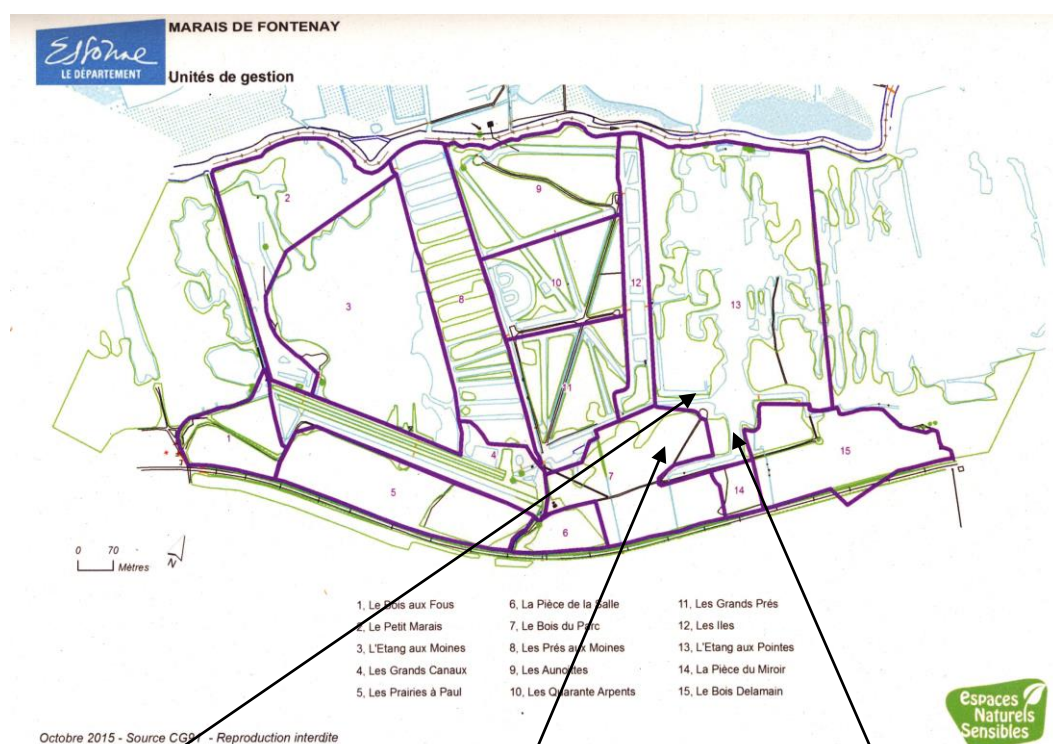 MARAIS DE FONTENAY
Essonne
LE DÉPARTEMENT
Unités de gestion
2
9
3
8
10
12
13
11
1
4
7
15
5
14
6
0 70
Mètres
N
1, Le Bois aux Fous
2, Le Petit Marais
3, L'Etang aux Moines
4, Les Grands Canaux
5, Les Prairies à Paul
6, La Pièce de la Salle
7, Le Bois du Parc
8, Les Prés aux Moines
9, Les Aunettes
10, Les Quarante Arpents
11, Les Grands Prés
12, Les Iles
13, L'Etang aux Pointes
14, La Pièce du Miroir
15, Le Bois Delamain
Espaces
Naturels
Sensibles
Octobre 2015 - Source CG91 - Reproduction interdite